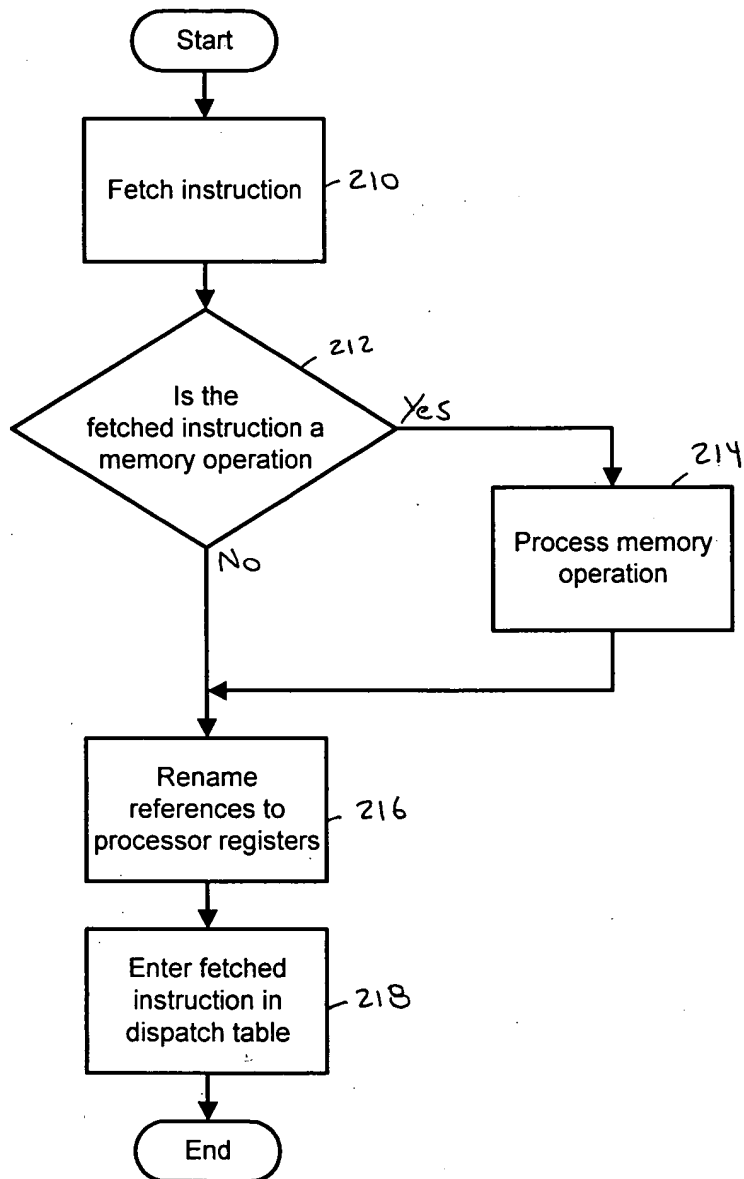 Start
Fetch instruction
210
212
Is the
fetched instruction a
memory operation
Yes
214
Process memory
operation
No
Rename
references to
processor registers
216
Enter fetched
instruction in
dispatch table
218
End